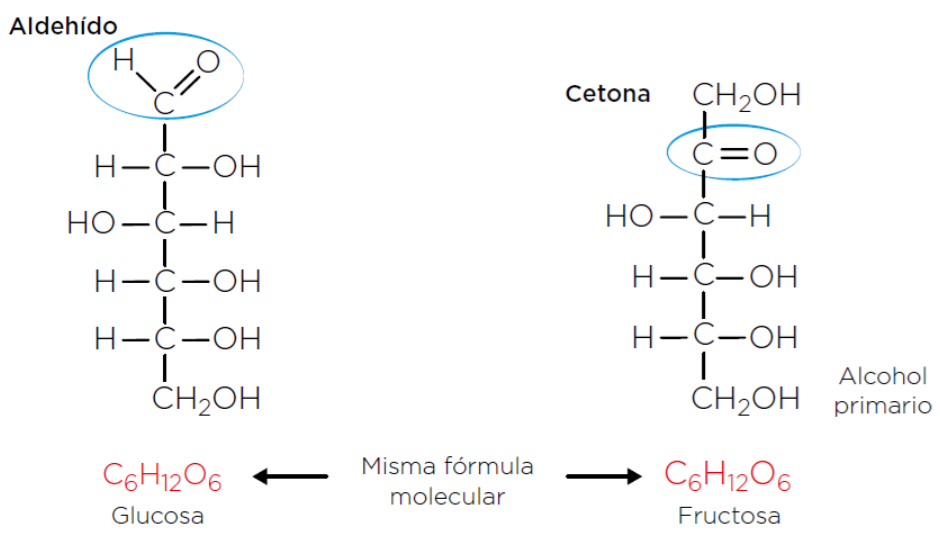 Aldehído
H O
C
H—C—OH
HO—C—H
H—C—OH
H—C—OH
CH₂OH
C₆H₁₂O₆
Glucosa
Misma fórmula
molecular
Cetona
CH₂OH
C=O
HO—C—H
H—C—OH
H—C—OH
CH₂OH
Alcohol
primario
C₆H₁₂O₆
Fructosa